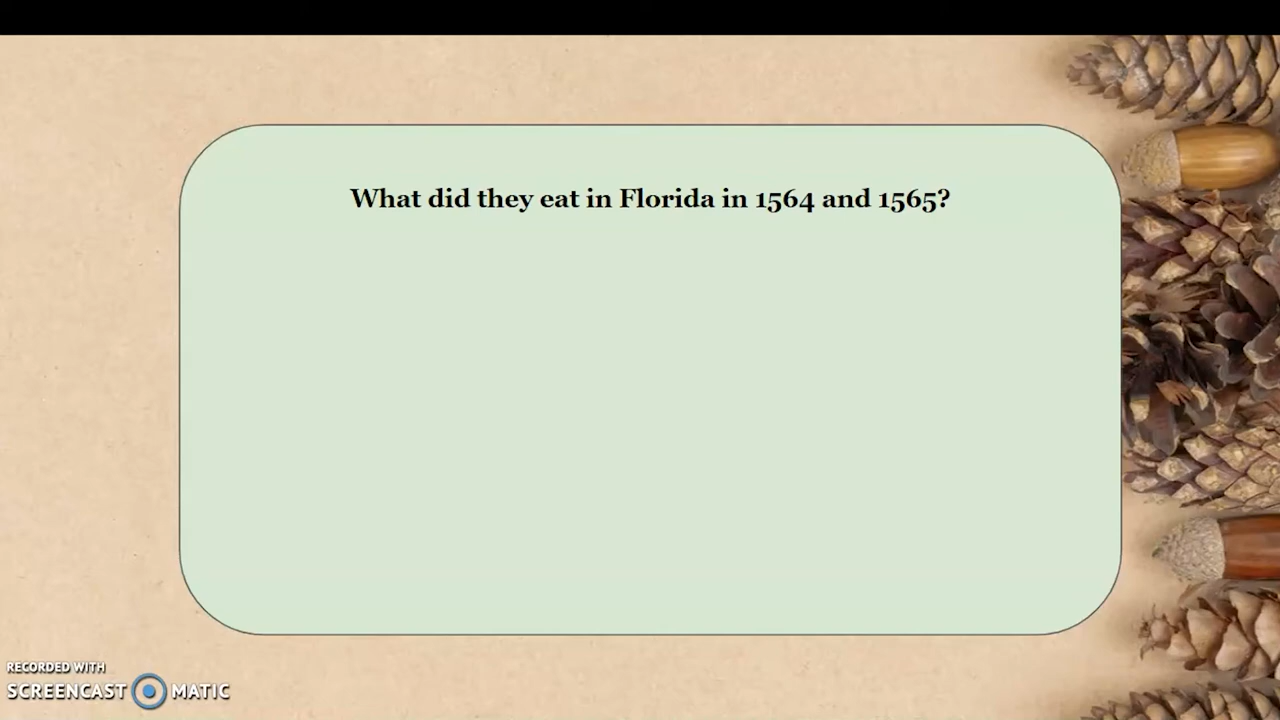 What did they eat in Florida in 1564 and 1565?
RECORDED WITH
SCREENCAST MATIC